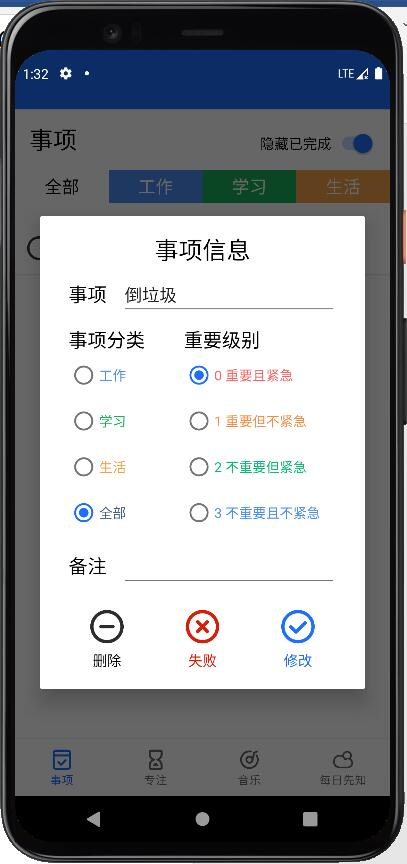 1:32 LTE
事项
隐藏已完成
全部 工作 学习 生活
事项信息
事项 倒垃圾
事项分类 重要级别
工作 0 重要且紧急
学习 1 重要但不紧急
生活 2 不重要但紧急
全部 3 不重要且不紧急
备注
删除 失败 修改
事项 专注 音乐 每日先知